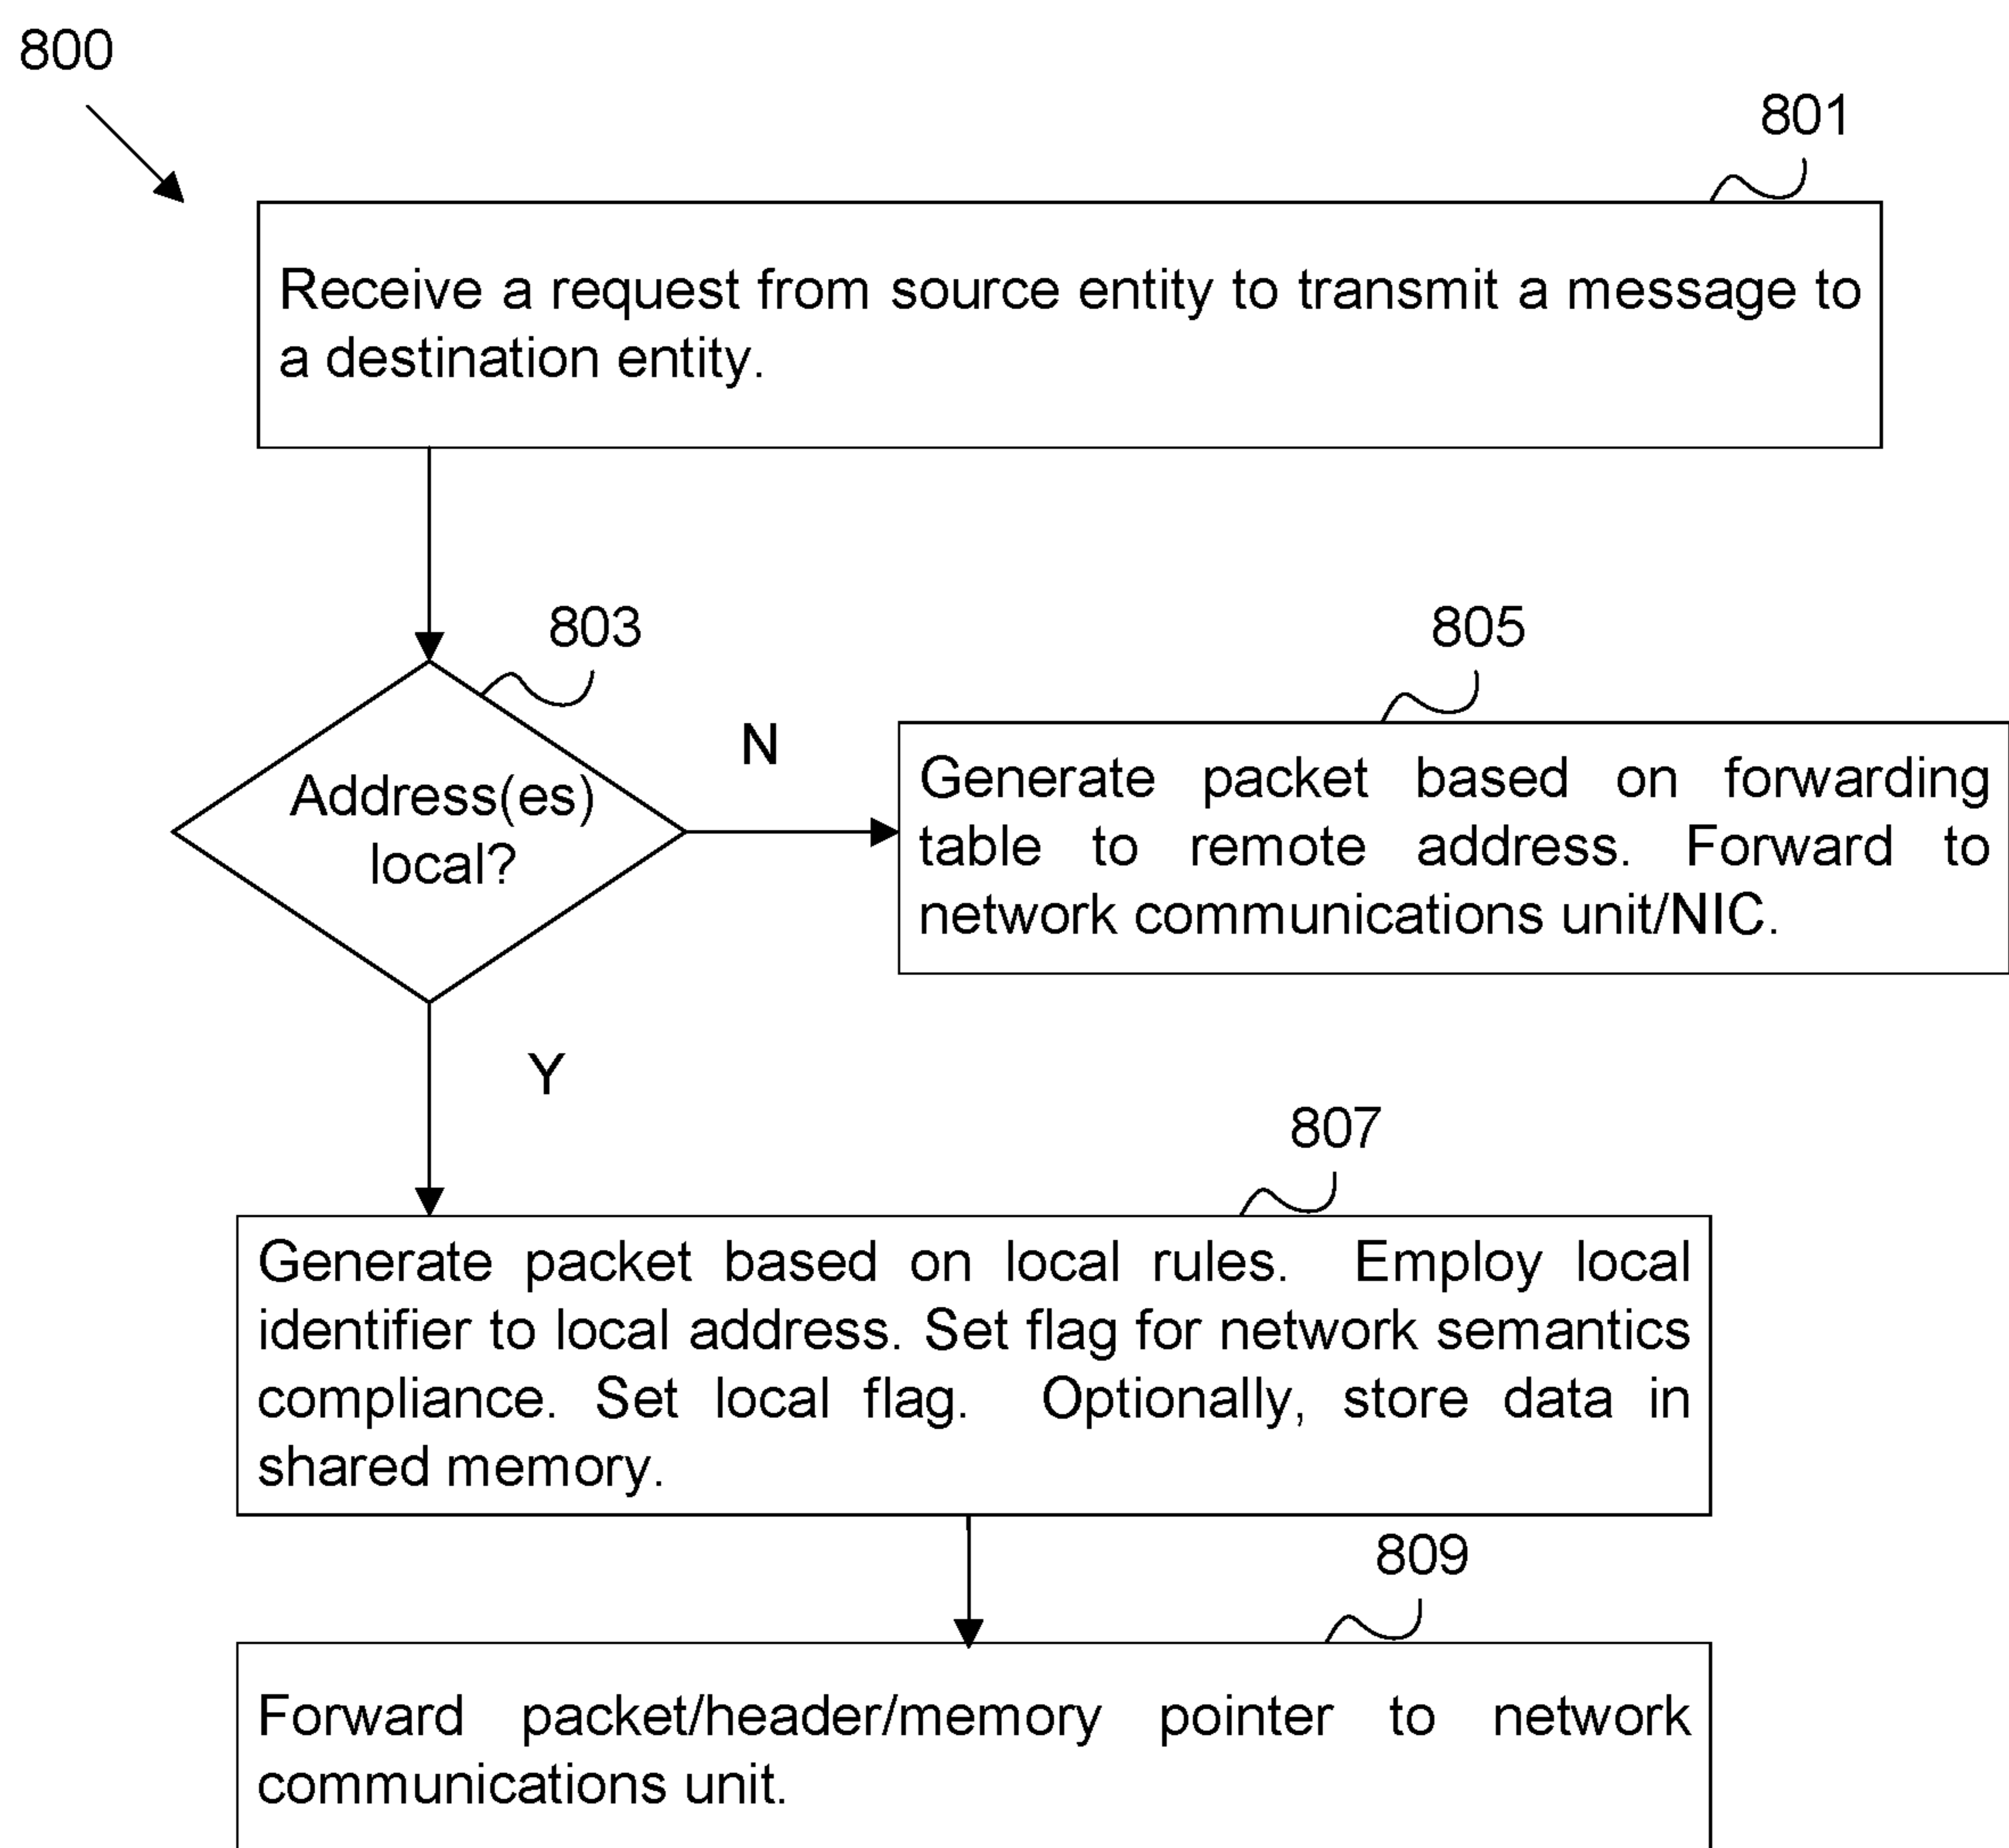 800
801
Receive a request from source entity to transmit a message to
a destination entity.
803
805
Address(es)
local?
N
Generate packet based on forwarding
table to remote address. Forward to
network communications unit/NIC.
Y
807
Generate packet based on local rules. Employ local
identifier to local address. Set flag for network semantics
compliance. Set local flag. Optionally, store data in
shared memory.
809
Forward packet/header/memory pointer to network
communications unit.